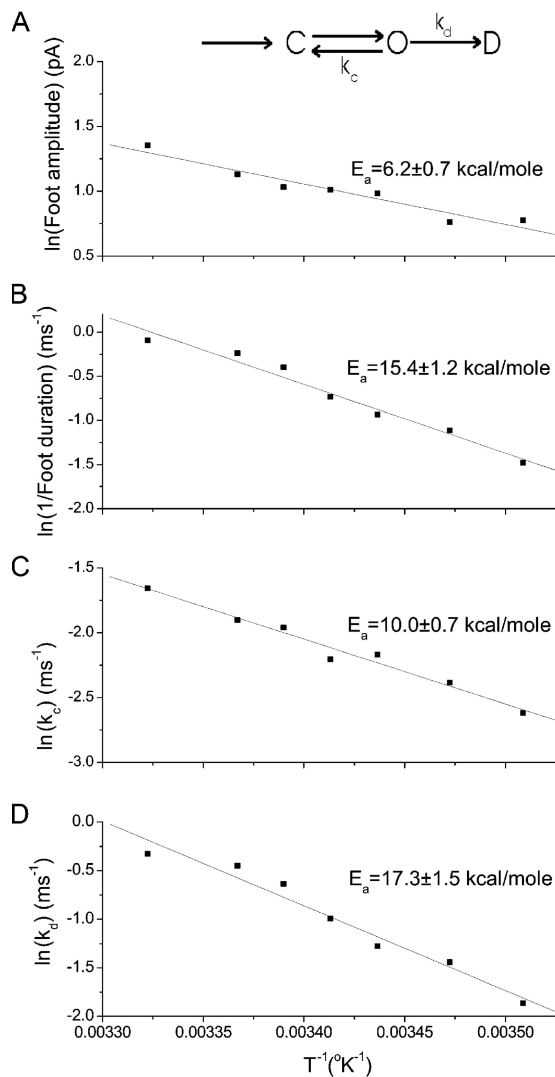 A
C O k_d D
k_c
ln(Foot amplitude) (pA)
2.0
1.5
1.0
0.5
E_a=6.2±0.7 kcal/mole
B
ln(1/Foot duration) (ms⁻¹)
0.0
-0.5
-1.0
-1.5
-2.0
E_a=15.4±1.2 kcal/mole
C
ln(k_c) (ms⁻¹)
-1.5
-2.0
-2.5
-3.0
E_a=10.0±0.7 kcal/mole
D
ln(k_d) (ms⁻¹)
0.0
-0.5
-1.0
-1.5
-2.0
E_a=17.3±1.5 kcal/mole
0.00330 0.00335 0.00340 0.00345 0.00350
T⁻¹(°K⁻¹)